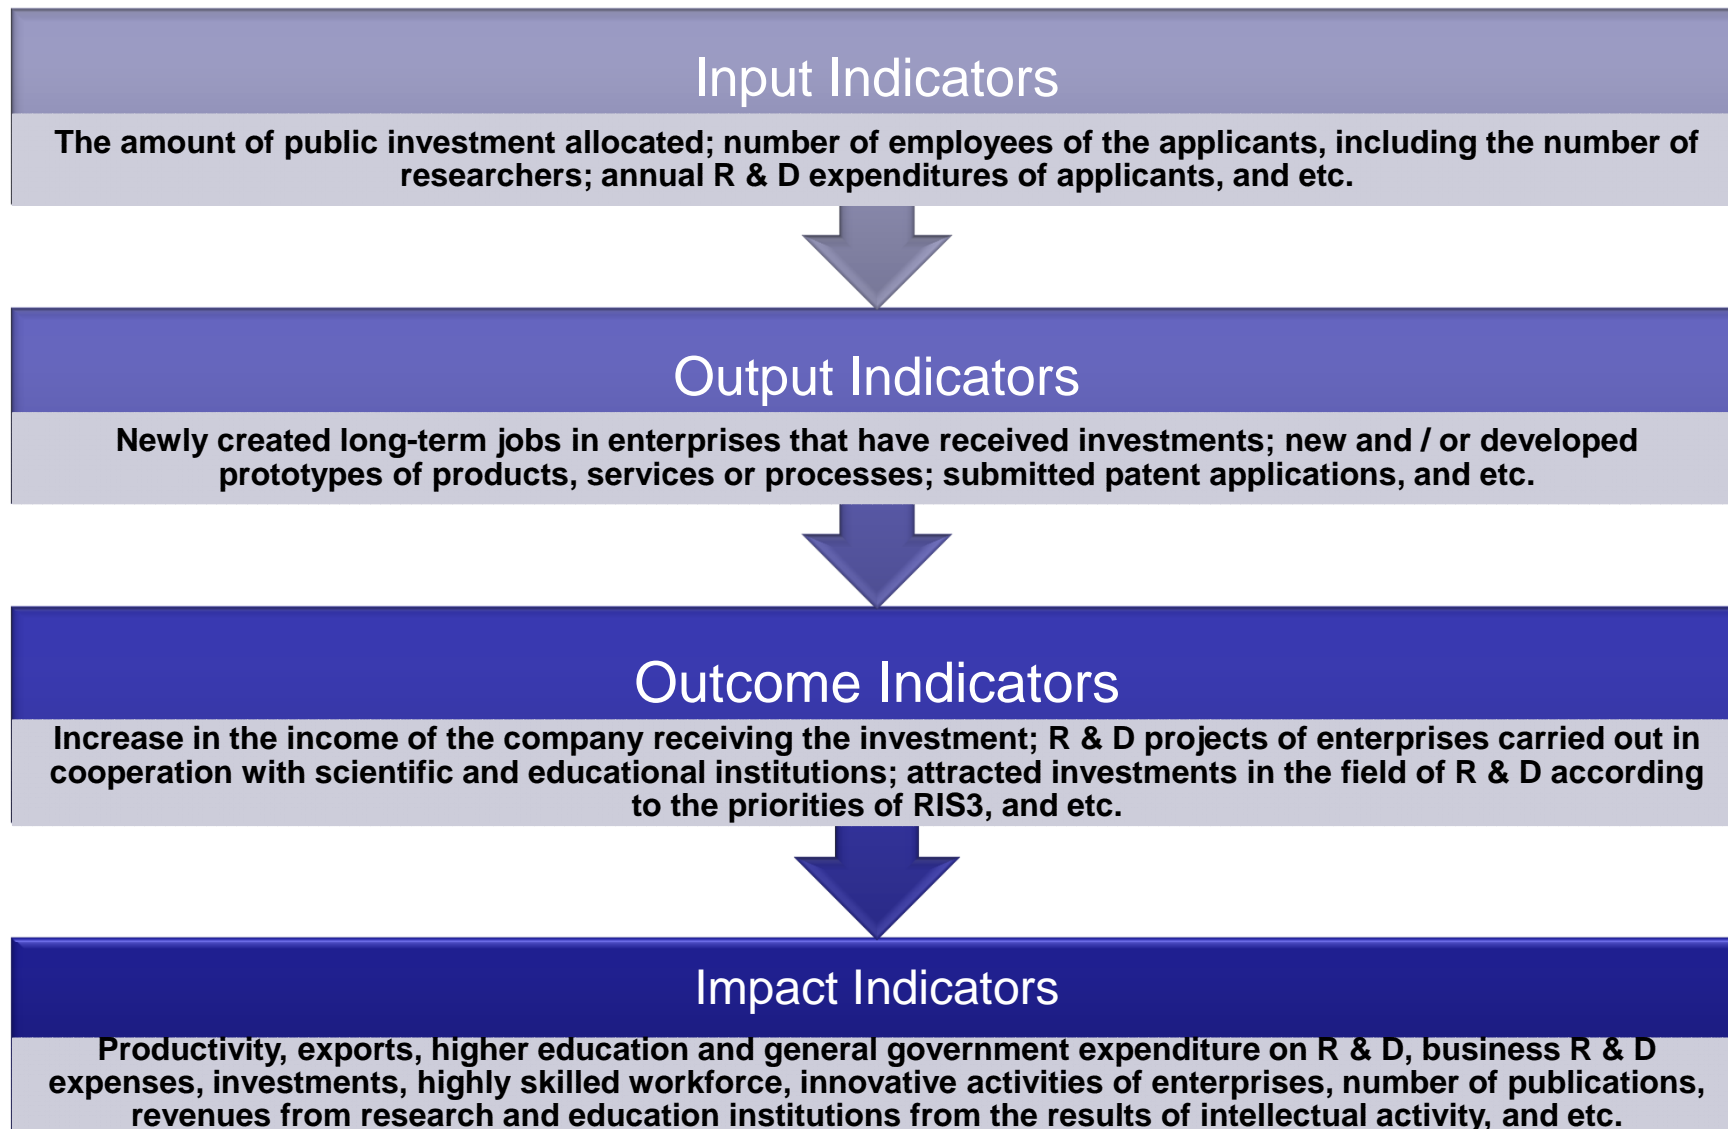 Input Indicators
The amount of public investment allocated; number of employees of the applicants, including the number of
researchers; annual R & D expenditures of applicants, and etc.
Output Indicators
Newly created long-term jobs in enterprises that have received investments; new and / or developed
prototypes of products, services or processes; submitted patent applications, and etc.
Outcome Indicators
Increase in the income of the company receiving the investment; R & D projects of enterprises carried out in
cooperation with scientific and educational institutions; attracted investments in the field of R & D according
to the priorities of RIS3, and etc.
Impact Indicators
Productivity, exports, higher education and general government expenditure on R & D, business R & D
expenses, investments, highly skilled workforce, innovative activities of enterprises, number of publications,
revenues from research and education institutions from the results of intellectual activity, and etc.